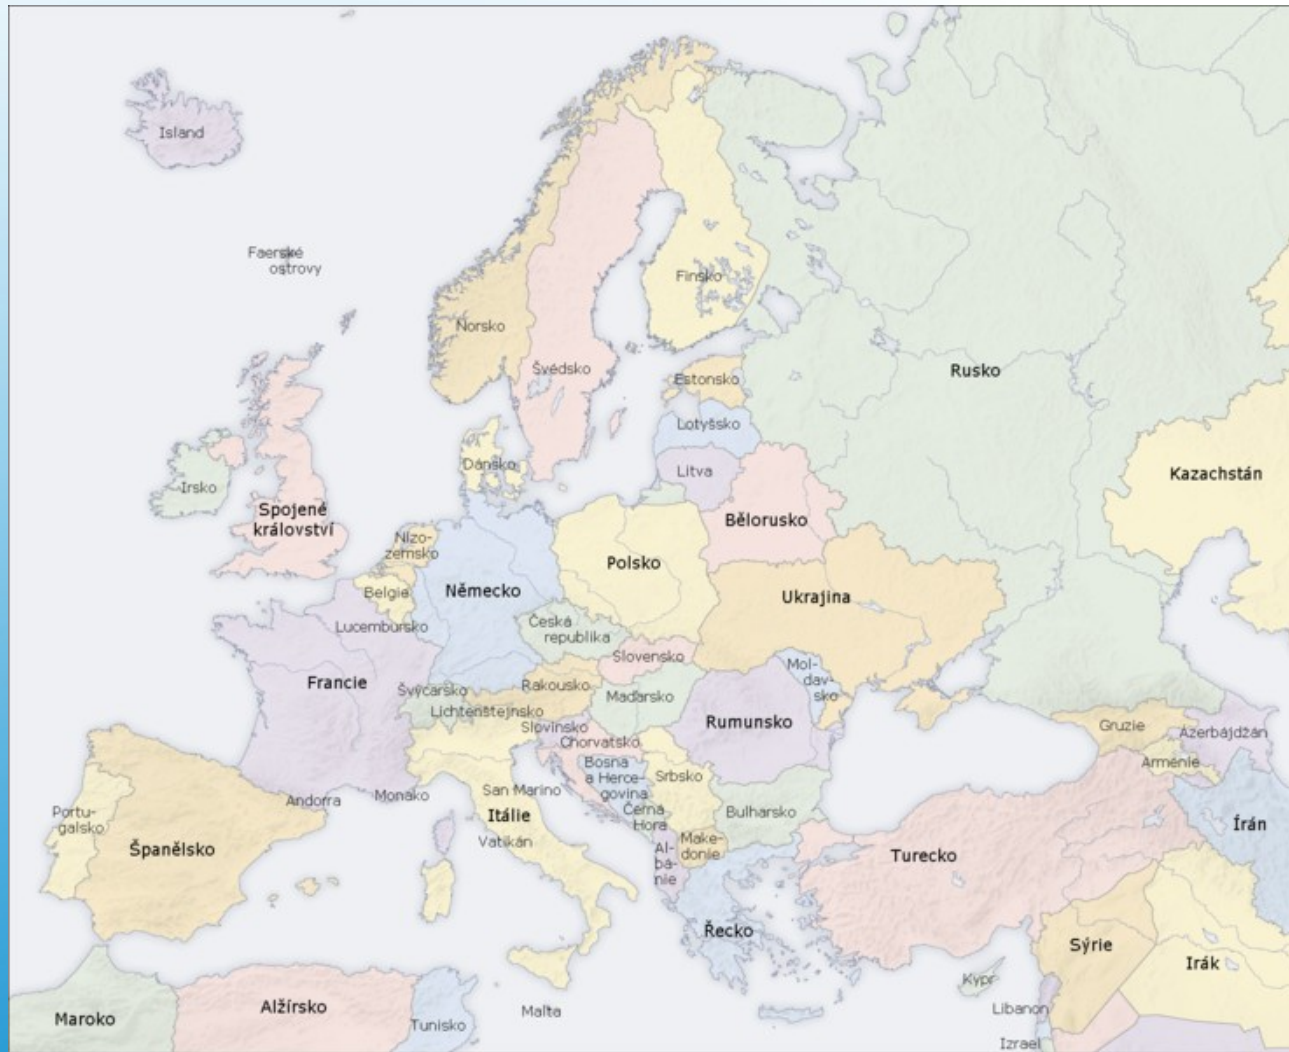 Island
Faerské
ostrovy
Norsko
Švédsko
Finsko
Rusko
Estonsko
Lotyšsko
Litva
Dánsko
Irsko
Spojené
království
Bělorusko
Kazachstán
Nizo-
zemsko
Belgie
Německo
Polsko
Ukrajina
Lucembursko
Česká
republika
Slovensko
Mol-
dav-
sko
Francie
Švýcarsko
Lichtenštejnsko
Rakousko
Maďarsko
Rumunsko
Slovinsko
Chorvatsko
Gruzie
Ázerbájdžán
Arménie
Bosna
a Herce-
govina
Srbsko
San Marino
Andorra
Monako
Portu-
galsko
Španělsko
Itálie
Vatikán
Černá
Hora
Bulharsko
Make-
donie
Al-
bá-
nie
Írán
Turecko
Řecko
Sýrie
Irák
Kypr
Libanon
Izrael
Malta
Maroko
Alžírsko
Tunisko